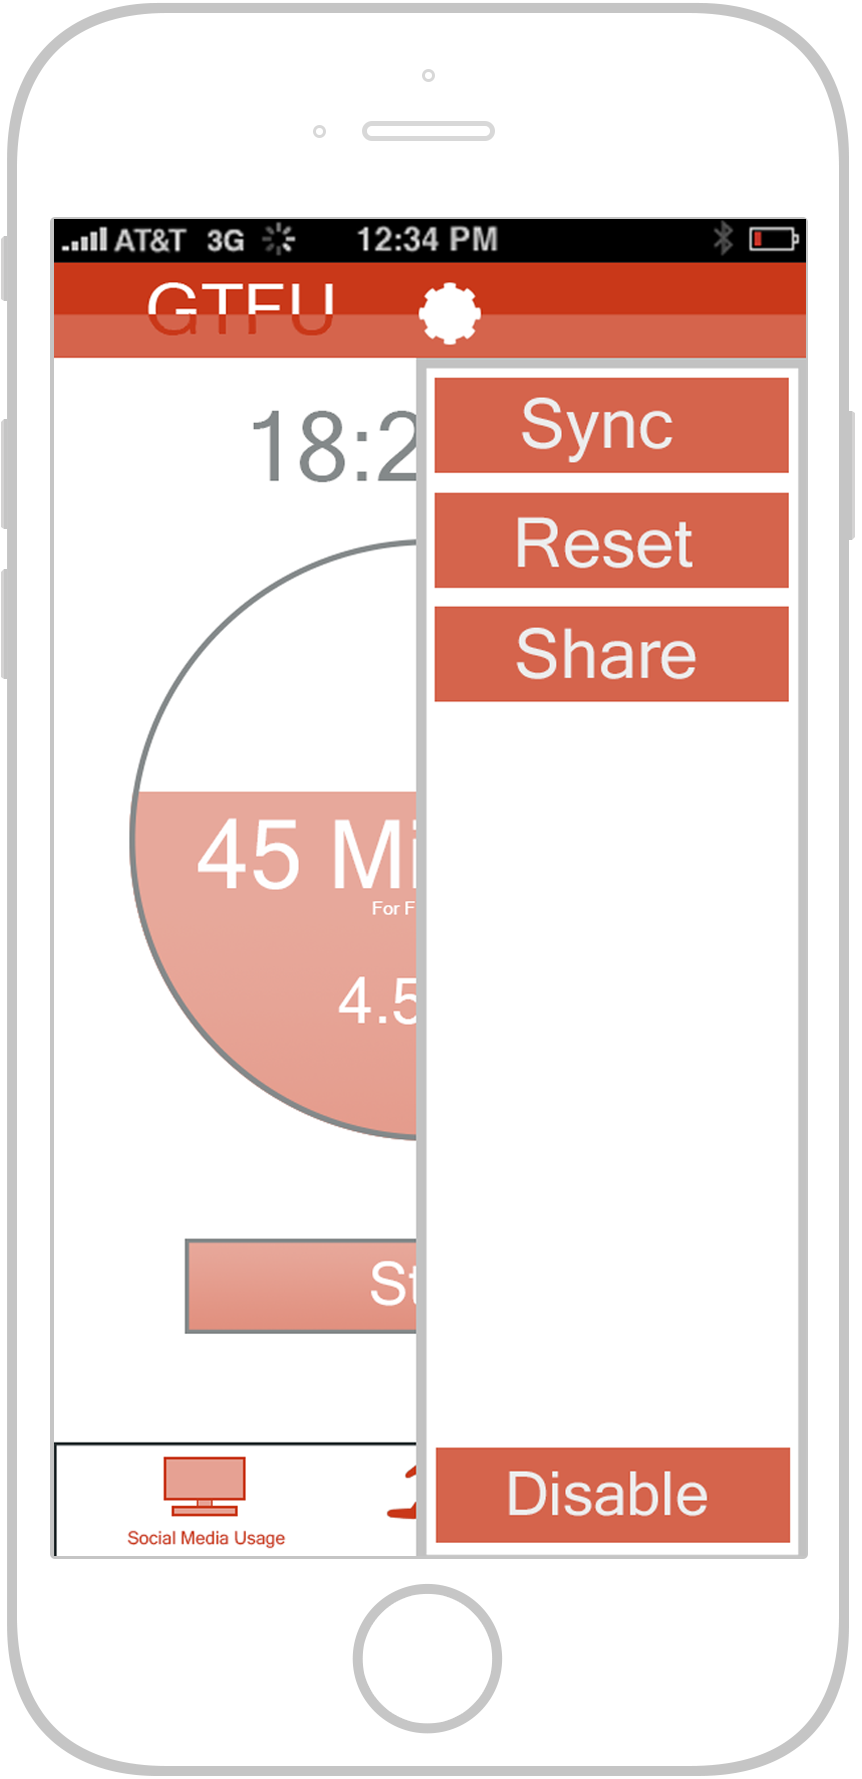 AT&T 3G 12:34 PM
GTFU
18:2
Sync
Reset
Share
45 Mi
For F
4.5
St
Disable
Social Media Usage